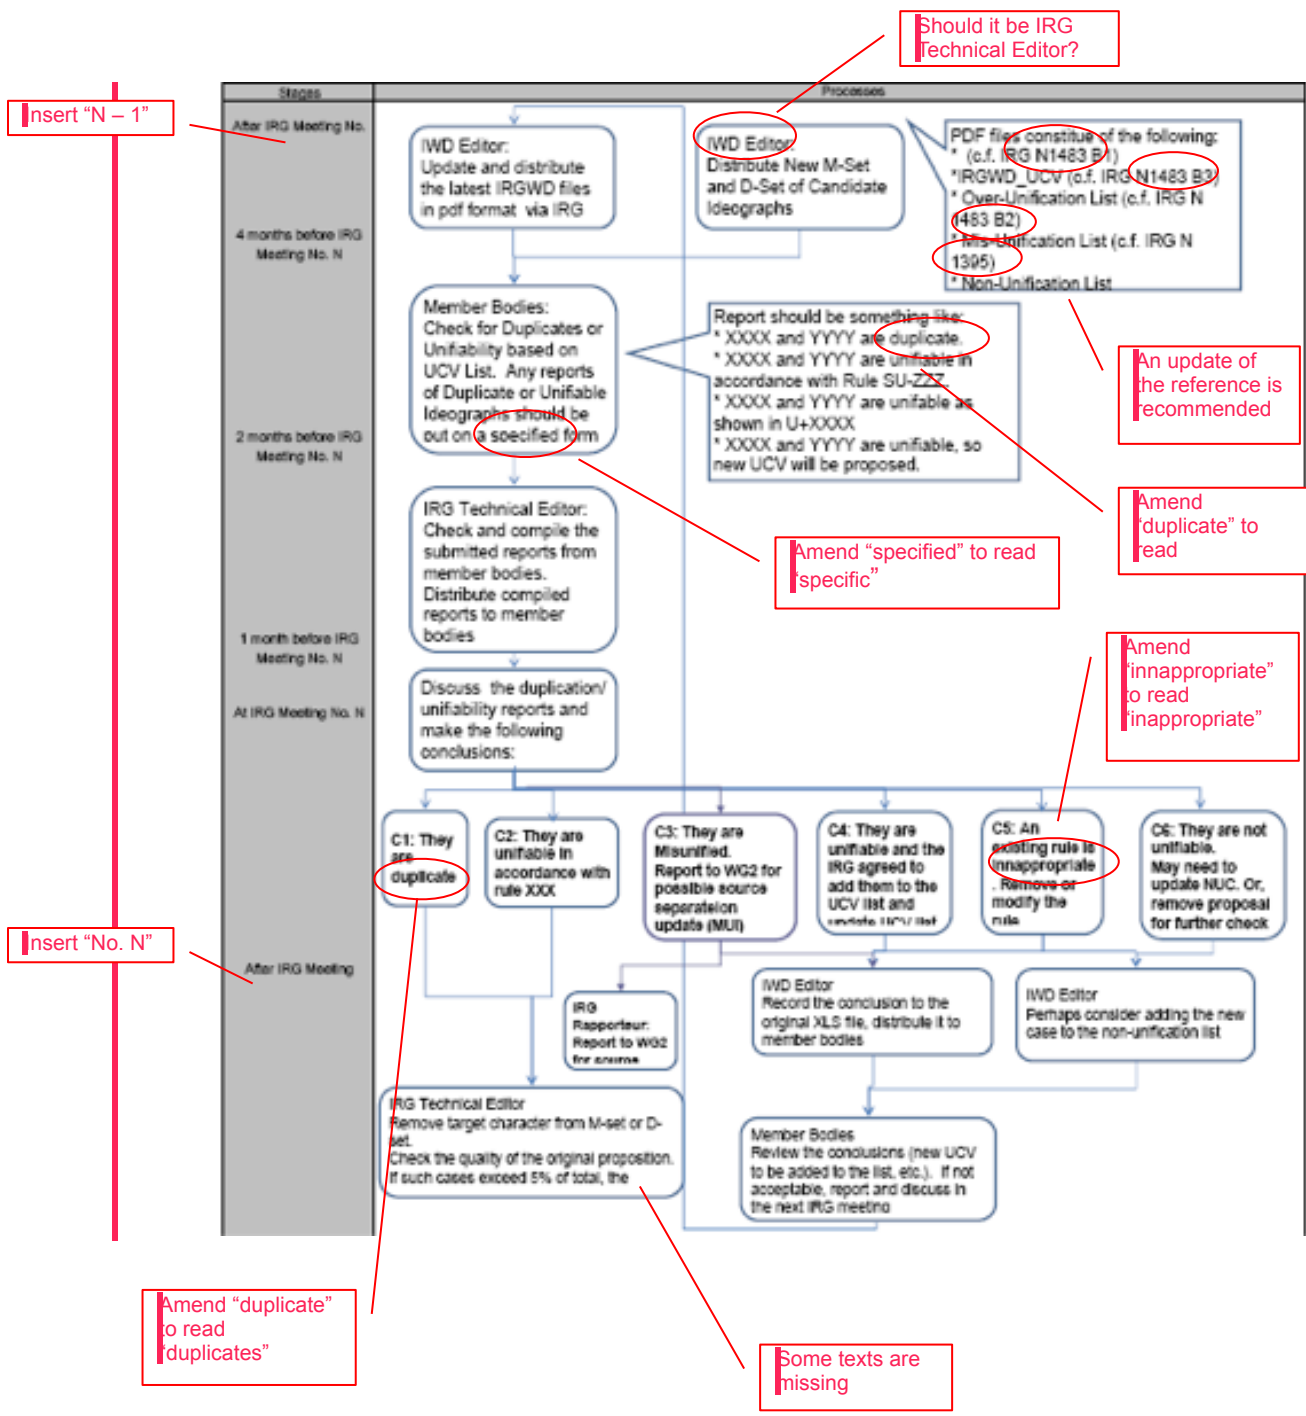 Should it be IRG
Technical Editor?
Insert “N – 1”
Stages
Processes
After IRG Meeting No.
4 months before IRG
Meeting No. N
2 months before IRG
Meeting No. N
1 month before IRG
Meeting No. N
At IRG Meeting No. N
After IRG Meeting
Insert “No. N”
IWD Editor:
Update and distribute
the latest IRGWD files
in pdf format via IRG
IWD Editor:
Distribute New M-Set
and D-Set of Candidate
Ideographs
PDF files constitue of the following:
* (c.f. IRG N1483 B1)
*IRGWD_UCV (c.f. IRG N1483 B3)
* Over-Unification List (c.f. IRG N
1483 B2)
* Mis-Unification List (c.f. IRG N
1395)
* Non-Unification List
An update of
the reference is
recommended
Member Bodies:
Check for Duplicates or
Unifiability based on
UCV List. Any reports
of Duplicate or Unifiable
Ideographs should be
out on a specified form
Report should be something like:
* XXXX and YYYY are duplicate.
* XXXX and YYYY are unifiable in
accordance with Rule SU-ZZZ.
* XXXX and YYYY are unifable as
shown in U+XXXX
* XXXX and YYYY are unifiable, so
new UCV will be proposed.
Amend
“duplicate” to
read
Amend “specified” to read
“specific”
IRG Technical Editor:
Check and compile the
submitted reports from
member bodies.
Distribute compiled
reports to member
bodies
Amend
“innappropriate”
to read
“inappropriate”
Discuss the duplication/
unifiability reports and
make the following
conclusions:
C1: They
are
duplicate
C2: They are
unifiable in
accordance with
rule XXX
C3: They are
Misunified.
Report to WG2 for
possible source
separateion
update (MUI)
C4: They are
unifiable and the
IRG agreed to
add them to the
UCV list and
update UCV list
C5: An
existing rule is
innappropriate
. Remove or
modify the
rule
C6: They are not
unifiable.
May need to
update NUC. Or,
remove proposal
for further check
IRG
Rapporteur:
Report to WG2
for source
IWD Editor
Record the conclusion to the
original XLS file, distribute it to
member bodies
IWD Editor
Perhaps consider adding the new
case to the non-unification list
IRG Technical Editor
Remove target character from M-set or D-
set.
Check the quality of the original proposition.
If such cases exceed 5% of total, the
Member Bodies
Review the conclusions (new UCV
to be added to the list, etc.). If not
acceptable, report and discuss in
the next IRG meeting
Amend “duplicate”
to read
“duplicates”
Some texts are
missing